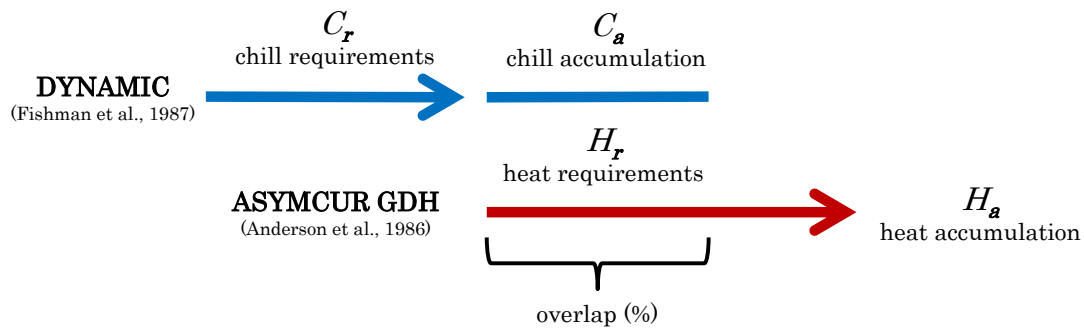 C_r
chill requirements
C_a
chill accumulation
DYNAMIC
(Fishman et al., 1987)
H_r
heat requirements
ASYMCUR GDH
(Anderson et al., 1986)
H_a
heat accumulation
overlap (%)